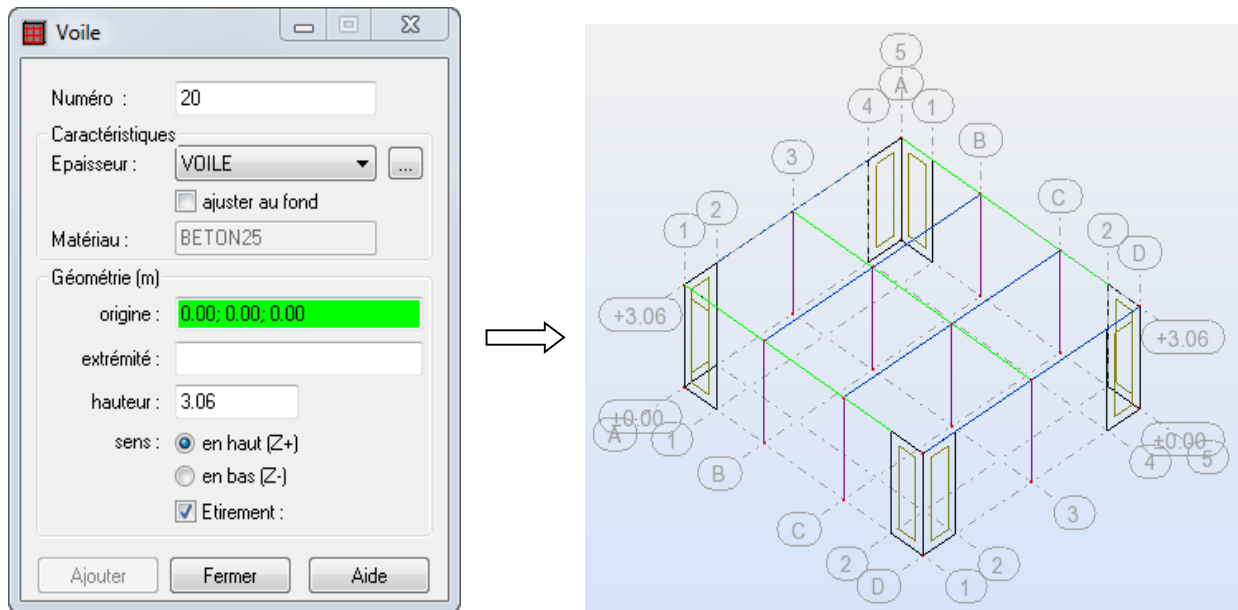 Voile
Numéro : 20
Caractéristiques
Epaisseur : VOILE ...
ajuster au fond
Matériau : BETON25
Géométrie (m)
origine : 0.00; 0.00; 0.00
extrémité :
hauteur : 3.06
sens : en haut (Z+)
en bas (Z-)
Etirement :
Ajouter Fermer Aide
5
A
4 1
B
3
C
2
1
2
D
+3.06
+3.06
±0.00
A
1
±0.00
B
4
5
3
C
2
D
2
1